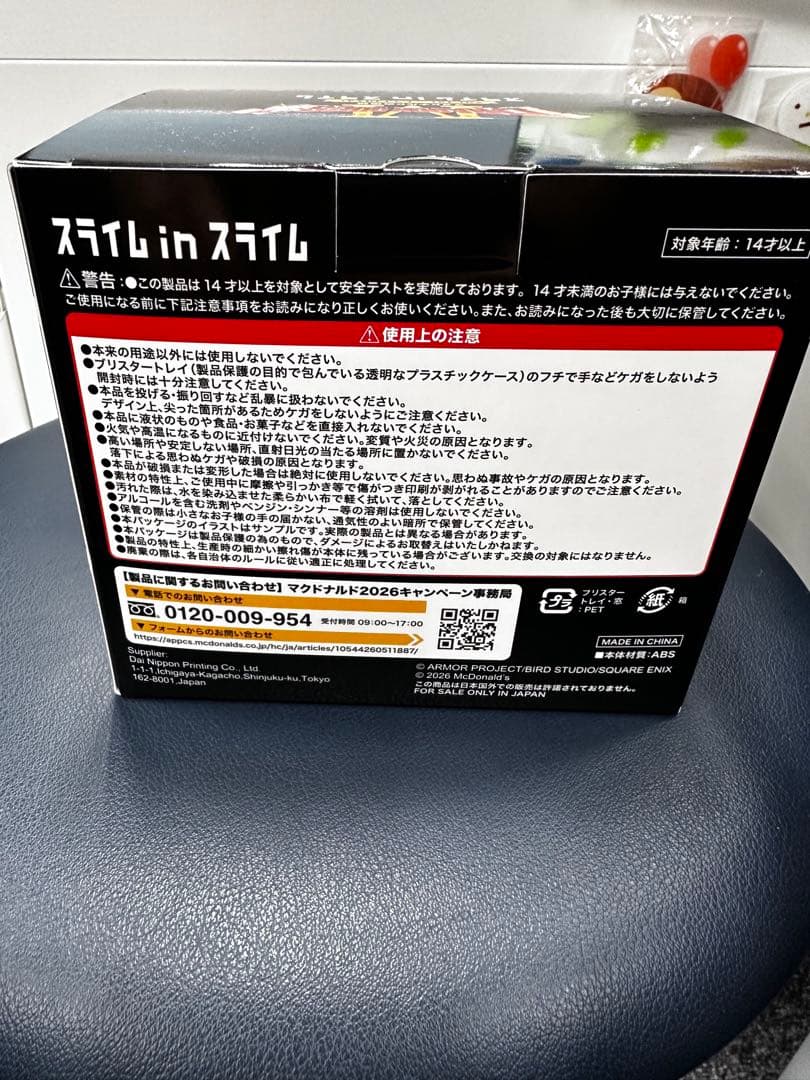 スライム in スライム
対象年齢：14才以上
⚠警告：●この製品は14才以上を対象として安全テストを実施しております。14才未満のお子様には与えないでください。
ご使用になる前に下記注意事項をお読みになり正しくお使いください。また、お読みになった後も大切に保管してください。
⚠使用上の注意
●本来の用途以外には使用しないでください。
●ブリスタートレイ（製品保護の目的で包んでいる透明なプラスチックケース）のフチで手などケガをしないよう
開封時には十分注意してください。
●本品を投げる・振り回すなど乱暴に扱わないでください。
デザイン上、尖った箇所があるためケガをしないようにご注意ください。
●本品に液状のものや食品・お菓子などを直接入れないでください。
●火気や高温になるものに近付けないでください。変質や火災の原因となります。
●高い場所や安定しない場所、直射日光の当たる場所に置かないでください。
落下による思わぬケガや破損の原因となります。
●本品が破損または変形した場合は絶対に使用しないでください。思わぬ事故やケガの原因となります。
●素材の特性上、ご使用中に摩擦や引っかき等で傷がつき印刷が剥がれることがありますのでご注意ください。
●汚れた際は、水を染み込ませた柔らかい布で軽く拭いて、落としてください。
●アルコールを含む洗剤やベンジン・シンナー等の溶剤は使用しないでください。
●保管の際は小さなお子様の手の届かない、通気性のよい暗所で保管してください。
●本パッケージのイラストはサンプルです。実際の製品とは異なる場合があります。
●本パッケージは製品保護の為のもので、ダメージによるお取替えはいたしかねます。
●製品の特性上、生産時の細かい擦れ傷が本体に残っている場合がございます。交換の対象にはなりません。
●廃棄の際は、各自治体のルールに従い適正に処理してください。
【製品に関するお問い合わせ】マクドナルド2026キャンペーン事務局
▼電話でのお問い合わせ
0120-009-954 受付時間 09:00～17:00
▼フォームからのお問い合わせ
https://appcs.mcdonalds.co.jp/hc/ja/articles/10544260511887/
プラ
ブリスター
トレイ・窓
：PET
紙
箱
MADE IN CHINA
■本体材質：ABS
Supplier:
Dai Nippon Printing Co., Ltd.
1-1-1,Ichigaya-Kagacho,Shinjuku-ku,Tokyo
162-8001,Japan
© ARMOR PROJECT/BIRD STUDIO/SQUARE ENIX
© 2026 McDonald's
この商品は日本国外での販売は許諾されておりません。
FOR SALE ONLY IN JAPAN